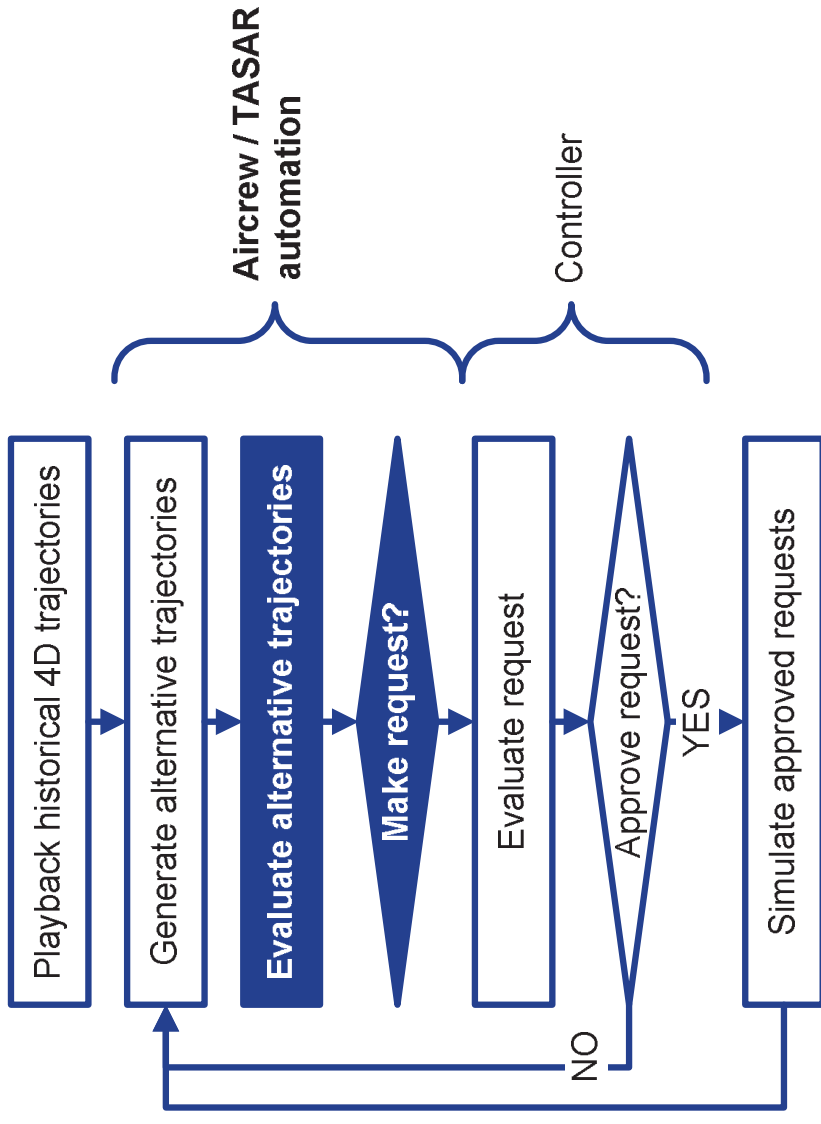 Playback historical 4D trajectories
Generate alternative trajectories
Evaluate alternative trajectories
Make request?
Aircrew / TASAR
automation
Evaluate request
Approve request?
Controller
NO
YES
Simulate approved requests